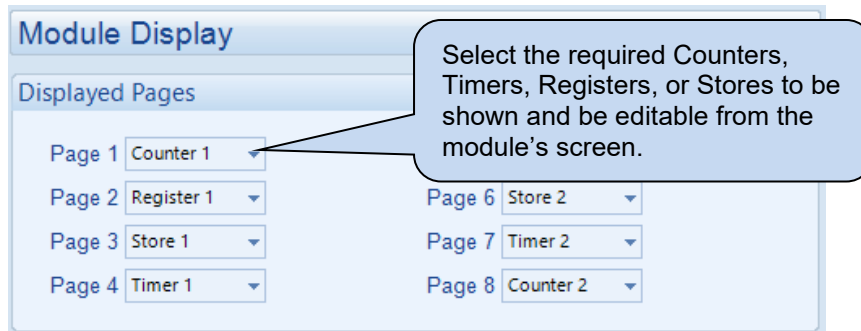 Module Display
Select the required Counters,
Timers, Registers, or Stores to be
shown and be editable from the
module's screen.
Displayed Pages
Page 1 Counter 1
Page 2 Register 1
Page 3 Store 1
Page 4 Timer 1
Page 6 Store 2
Page 7 Timer 2
Page 8 Counter 2